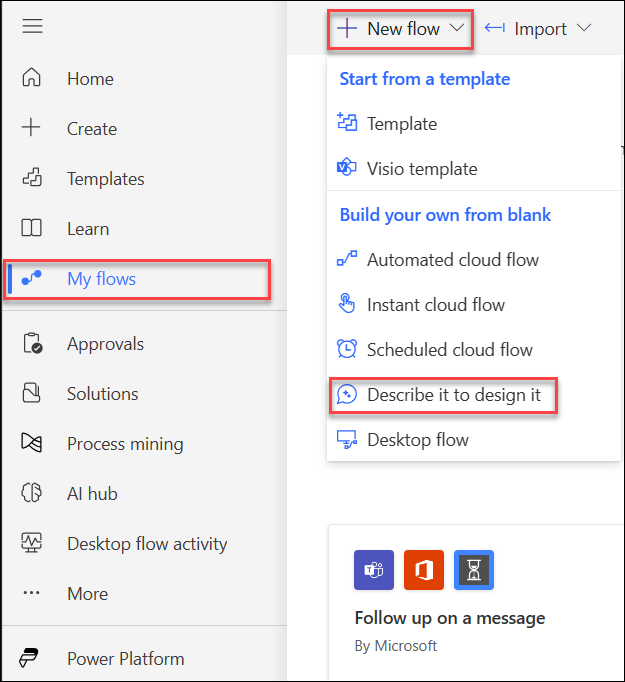 New flow
Import
Home
Create
Templates
Learn
My flows
Approvals
Solutions
Process mining
AI hub
Desktop flow activity
More
Power Platform
Start from a template
Template
Visio template
Build your own from blank
Automated cloud flow
Instant cloud flow
Scheduled cloud flow
Describe it to design it
Desktop flow
Follow up on a message
By Microsoft